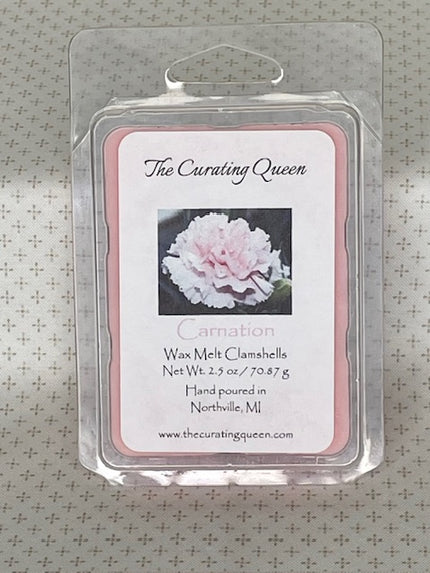 The Curating Queen
Carnation
Wax Melt Clamshells
Net Wt. 2.5 oz / 70.87 g
Hand poured in
Northville, MI
www.thecuratingqueen.com